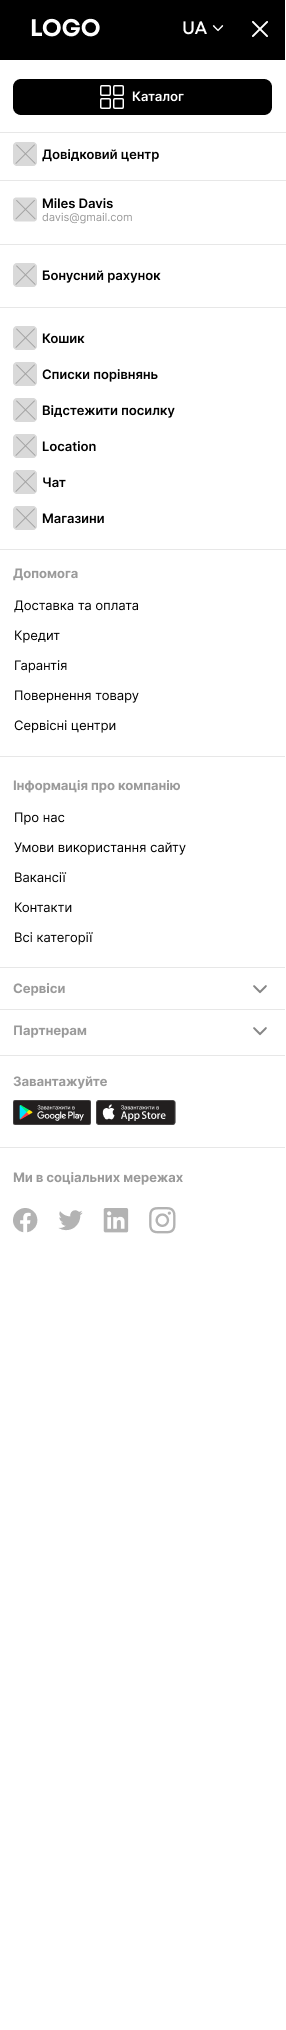 LOGO UA
Каталог
Довідковий центр
Miles Davis
davis@gmail.com
Бонусний рахунок
Кошик
Списки порівнянь
Відстежити посилку
Location
Чат
Магазини
Допомога
Доставка та оплата
Кредит
Гарантія
Повернення товару
Сервісні центри
Інформація про компанію
Про нас
Умови використання сайту
Вакансії
Контакти
Всі категорії
Сервіси
Партнерам
Завантажуйте
Завантажити в Завантажити в
Google Play App Store
Ми в соціальних мережах